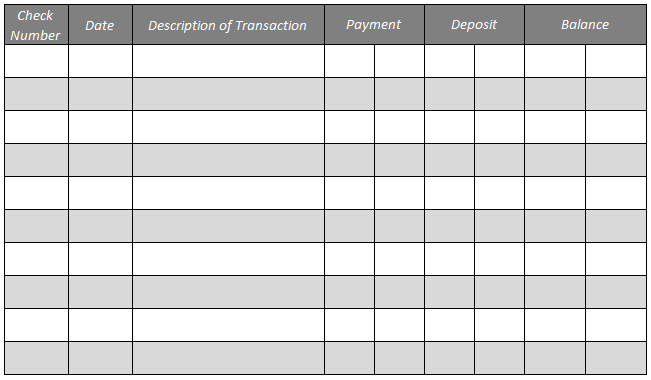 Check
Number
Date
Description of Transaction
Payment
Deposit
Balance